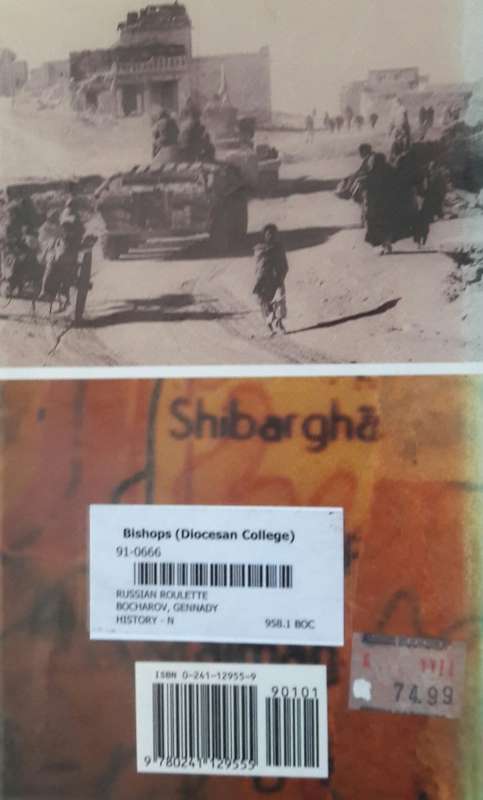 Shibarghā
Bishops (Diocesan College)
91-0666
RUSSIAN ROULETTE
BOCHAROV, GENNADY
HISTORY - N 958.1 BOC
74.99
ISBN 0-241-12955-9
90101
9 780241 129555